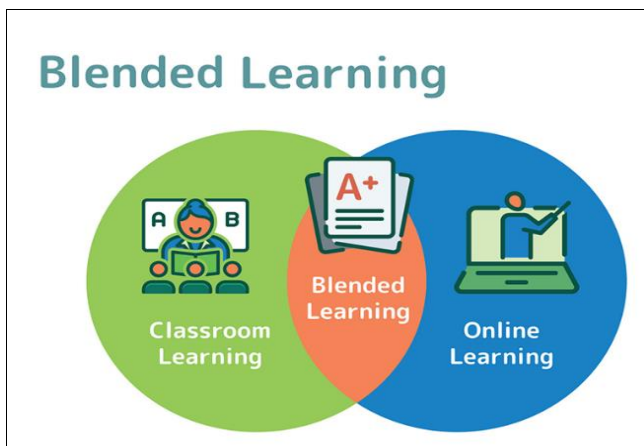 Blended Learning
A B
A+
Blended
Learning
Classroom
Learning
Online
Learning